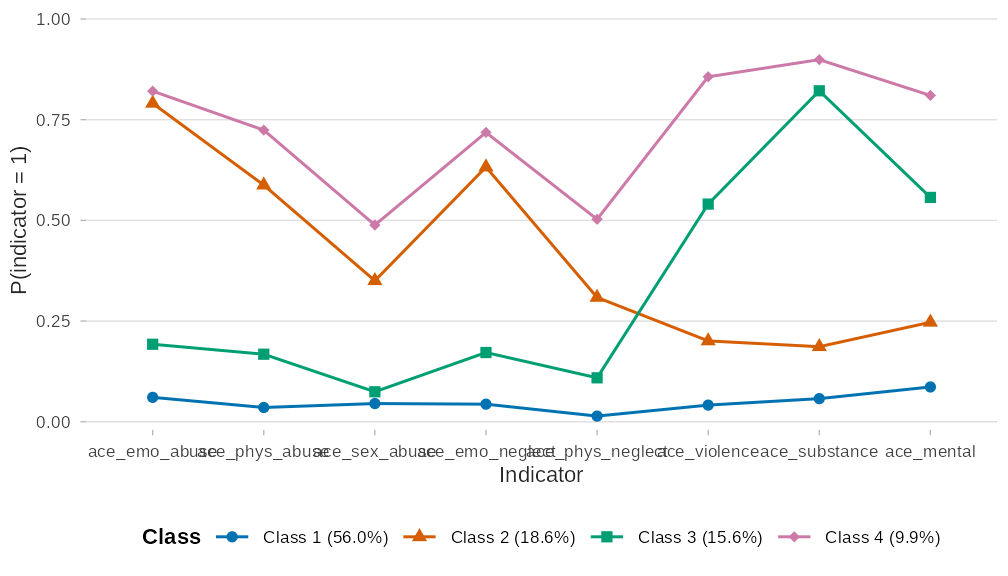 1.00
0.75
0.50
0.25
0.00
P(indicator = 1)
ace_emo_abuse ace_phys_abuse ace_sex_abuse ace_emo_neglect ace_phys_neglect ace_violence ace_substance ace_mental
Indicator
Class Class 1 (56.0%) Class 2 (18.6%) Class 3 (15.6%) Class 4 (9.9%)